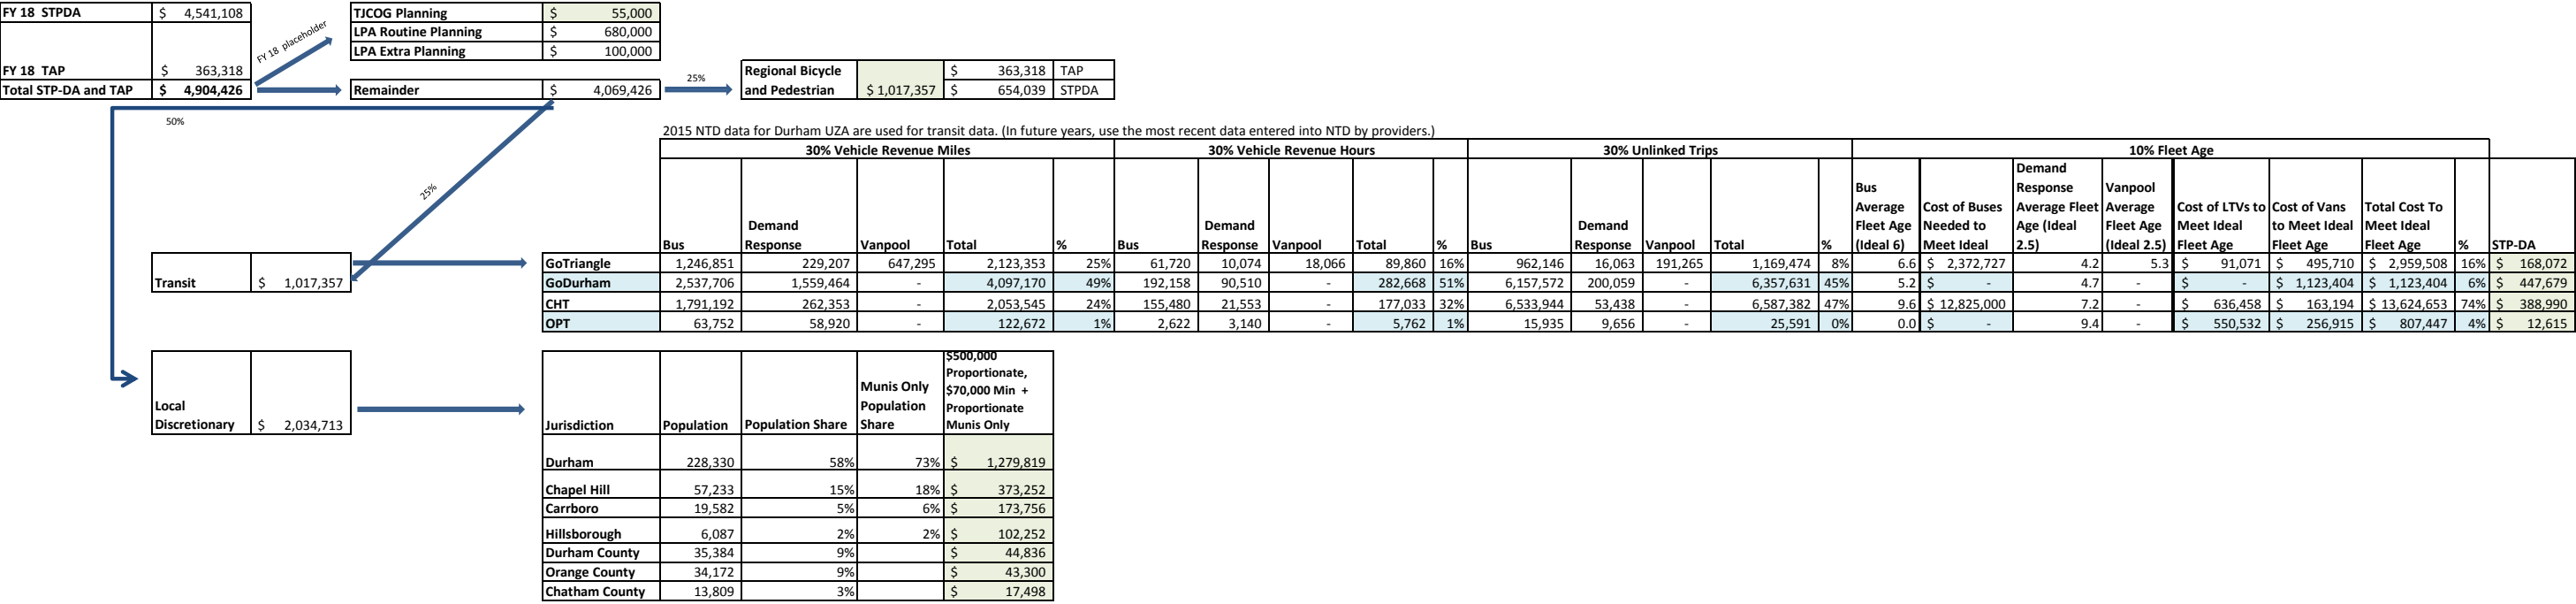 FY 18 STPDA $ 4,541,108
FY 18 TAP $ 363,318
Total STP-DA and TAP $ 4,904,426
FY 18 placeholder
TJCOG Planning $ 55,000
LPA Routine Planning $ 680,000
LPA Extra Planning $ 100,000
Remainder $ 4,069,426
25%
Regional Bicycle
and Pedestrian $ 1,017,357
$ 363,318 TAP
$ 654,039 STPDA
50%
25%
2015 NTD data for Durham UZA are used for transit data. (In future years, use the most recent data entered into NTD by providers.)
30% Vehicle Revenue Miles 30% Vehicle Revenue Hours 30% Unlinked Trips 10% Fleet Age
Bus
Demand
Response
Vanpool
Total
%
Bus
Demand
Response
Vanpool
Total
%
Bus
Demand
Response
Vanpool
Total
%
Bus
Average
Fleet Age
(Ideal 6)
Cost of Buses
Needed to
Meet Ideal
Demand
Response
Average Fleet
Age (Ideal
2.5)
Vanpool
Average
Fleet Age
(Ideal 2.5)
Cost of LTVs to
Meet Ideal
Fleet Age
Cost of Vans
to Meet Ideal
Fleet Age
Total Cost To
Meet Ideal
Fleet Age
%
STP-DA
Transit $ 1,017,357
GoTriangle 1,246,851 229,207 647,295 2,123,353 25% 61,720 10,074 18,066 89,860 16% 962,146 16,063 191,265 1,169,474 8% 6.6 $ 2,372,727 4.2 5.3 $ 91,071 $ 495,710 $ 2,959,508 16% $ 168,072
GoDurham 2,537,706 1,559,464 - 4,097,170 49% 192,158 90,510 - 282,668 51% 6,157,572 200,059 - 6,357,631 45% 5.2 $ - 4.7 - $ - $ 1,123,404 $ 1,123,404 6% $ 447,679
CHT 1,791,192 262,353 - 2,053,545 24% 155,480 21,553 - 177,033 32% 6,533,944 53,438 - 6,587,382 47% 9.6 $ 12,825,000 7.2 - $ 636,458 $ 163,194 $ 13,624,653 74% $ 388,990
OPT 63,752 58,920 - 122,672 1% 2,622 3,140 - 5,762 1% 15,935 9,656 - 25,591 0% 0.0 $ - 9.4 - $ 550,532 $ 256,915 $ 807,447 4% $ 12,615
Local
Discretionary $ 2,034,713
Jurisdiction
Population
Population Share
Munis Only
Population
Share
$500,000
Proportionate,
$70,000 Min +
Proportionate
Munis Only
Durham 228,330 58% 73% $ 1,279,819
Chapel Hill 57,233 15% 18% $ 373,252
Carrboro 19,582 5% 6% $ 173,756
Hillsborough 6,087 2% 2% $ 102,252
Durham County 35,384 9% $ 44,836
Orange County 34,172 9% $ 43,300
Chatham County 13,809 3% $ 17,498